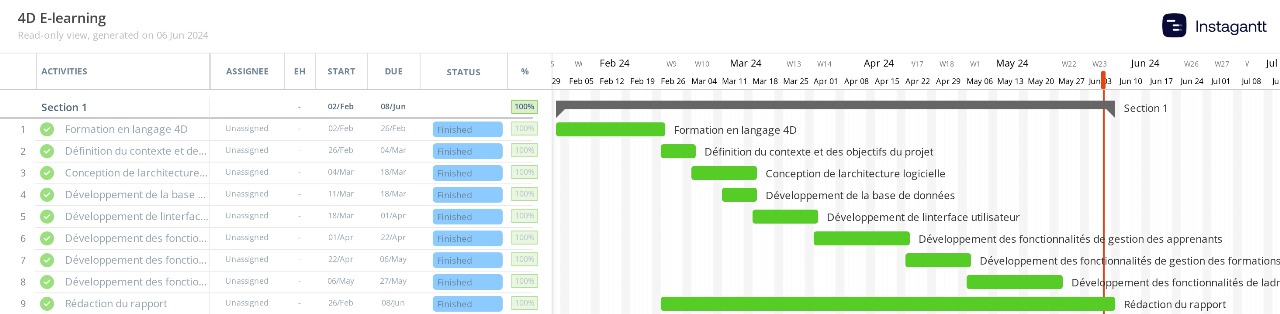 4D E-learning
Read-only view, generated on 06 Jun 2024
Instagantt
ACTIVITIES ASSIGNEE EH START DUE STATUS %
Feb 24 W9 W10 Mar 24 W13 W14 Apr 24 W17 W18 May 24 W22 W23 Jun 24 W26 W27 Jul
29 Feb 05 Feb 12 Feb 19 Feb 26 Mar 04 Mar 11 Mar 18 Mar 25 Apr 01 Apr 08 Apr 15 Apr 22 Apr 29 May 06 May 13 May 20 May 27 Jun 03 Jun 10 Jun 17 Jun 24 Jul 01 Jul 08 Ju
Section 1 - 02/Feb 08/Jun 100% Section 1
1 Formation en langage 4D Unassigned - 02/Feb 26/Feb Finished 100% Formation en langage 4D
2 Définition du contexte et de... Unassigned - 26/Feb 04/Mar Finished 100% Définition du contexte et des objectifs du projet
3 Conception de larchitecture... Unassigned - 04/Mar 18/Mar Finished 100% Conception de larchitecture logicielle
4 Développement de la base ... Unassigned - 11/Mar 18/Mar Finished 100% Développement de la base de données
5 Développement de linterfac... Unassigned - 18/Mar 01/Apr Finished 100% Développement de linterface utilisateur
6 Développement des fonctio... Unassigned - 01/Apr 22/Apr Finished 100% Développement des fonctionnalités de gestion des apprenants
7 Développement des fonctio... Unassigned - 22/Apr 06/May Finished 100% Développement des fonctionnalités de gestion des formations
8 Développement des fonctio... Unassigned - 06/May 27/May Finished 100% Développement des fonctionnalités de ladr
9 Rédaction du rapport Unassigned - 26/Feb 08/Jun Finished 100% Rédaction du rapport